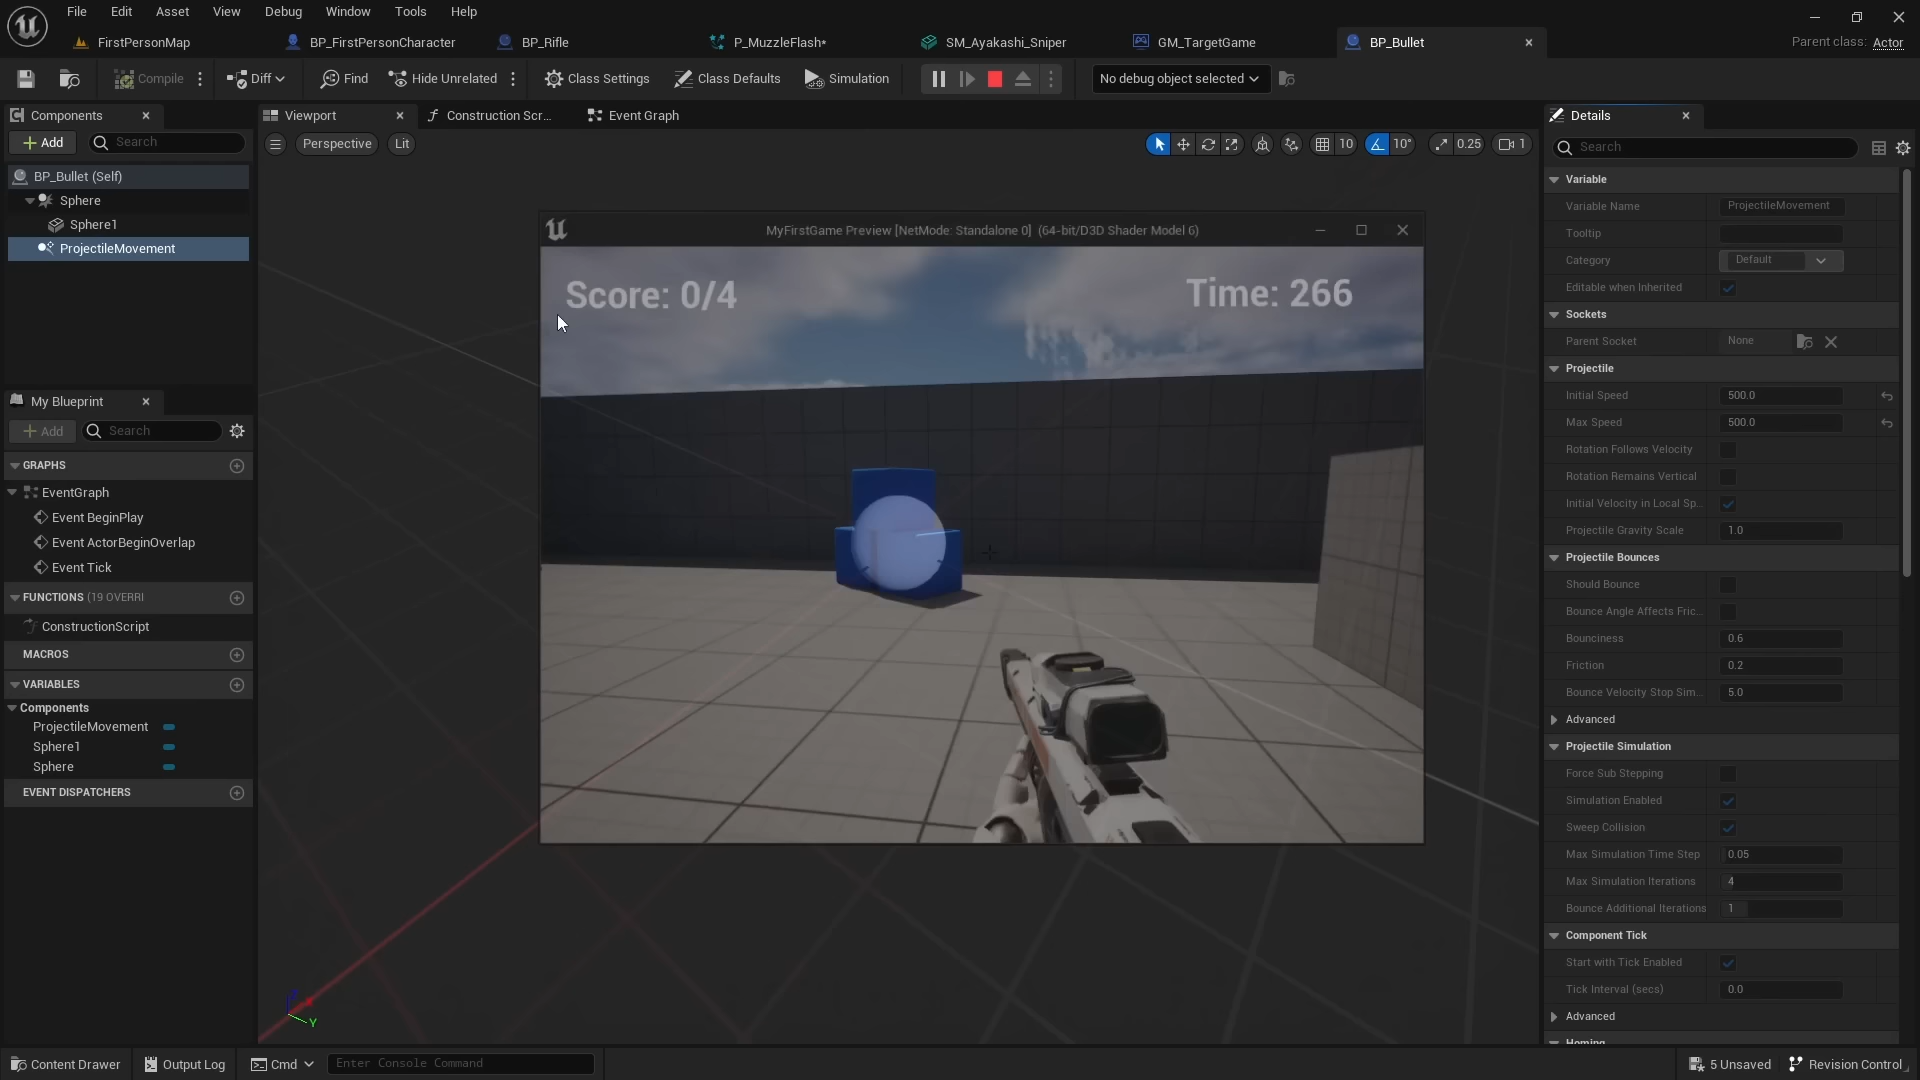 File Edit Asset View Debug Window Tools Help
FirstPersonMap BP_FirstPersonCharacter BP_Rifle P_MuzzleFlash* SM_Ayakashi_Sniper GM_TargetGame BP_Bullet
Parent class: Actor
Compile Diff Find Hide Unrelated Class Settings Class Defaults Simulation No debug object selected
Components
Add Search
BP_Bullet (Self)
Sphere
Sphere1
ProjectileMovement
My Blueprint
Add Search
GRAPHS
EventGraph
Event BeginPlay
Event ActorBeginOverlap
Event Tick
FUNCTIONS (19 OVERRI
ConstructionScript
MACROS
VARIABLES
Components
ProjectileMovement
Sphere1
Sphere
EVENT DISPATCHERS
Viewport Construction Scr... Event Graph
Perspective Lit 10 10° 0.25 1
MyFirstGame Preview [NetMode: Standalone 0] (64-bit/D3D Shader Model 6)
Score: 0/4 Time: 266
Y
Details
Search
Variable
Variable Name ProjectileMovement
Tooltip
Category Default
Editable when Inherited
Sockets
Parent Socket None
Projectile
Initial Speed 500.0
Max Speed 500.0
Rotation Follows Velocity
Rotation Remains Vertical
Initial Velocity in Local Sp...
Projectile Gravity Scale 1.0
Projectile Bounces
Should Bounce
Bounce Angle Affects Fric...
Bounciness 0.6
Friction 0.2
Bounce Velocity Stop Sim... 5.0
Advanced
Projectile Simulation
Force Sub Stepping
Simulation Enabled
Sweep Collision
Max Simulation Time Step 0.05
Max Simulation Iterations 4
Bounce Additional Iterations 1
Component Tick
Start with Tick Enabled
Tick Interval (secs) 0.0
Advanced
Homing
Content Drawer Output Log Cmd Enter Console Command 5 Unsaved Revision Control